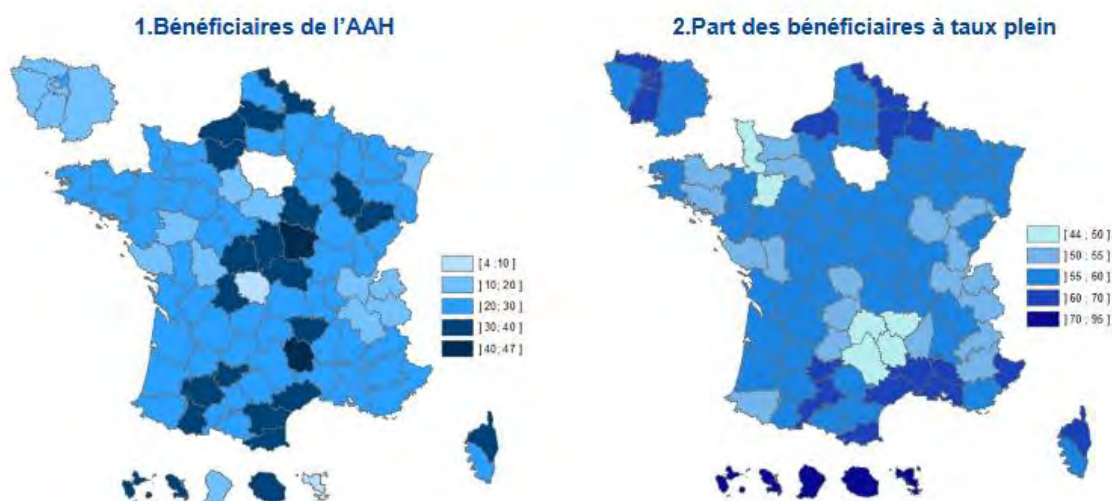 1.Bénéficiaires de l'AAH
2.Part des bénéficiaires à taux plein
[ 4 ; 10 ]
] 10 ; 20 ]
] 20 ; 30 ]
] 30 ; 40 ]
] 40 ; 47 ]
[ 44 ; 50 ]
] 50 ; 55 ]
] 55 ; 60 ]
] 60 ; 70 ]
] 70 ; 95 ]